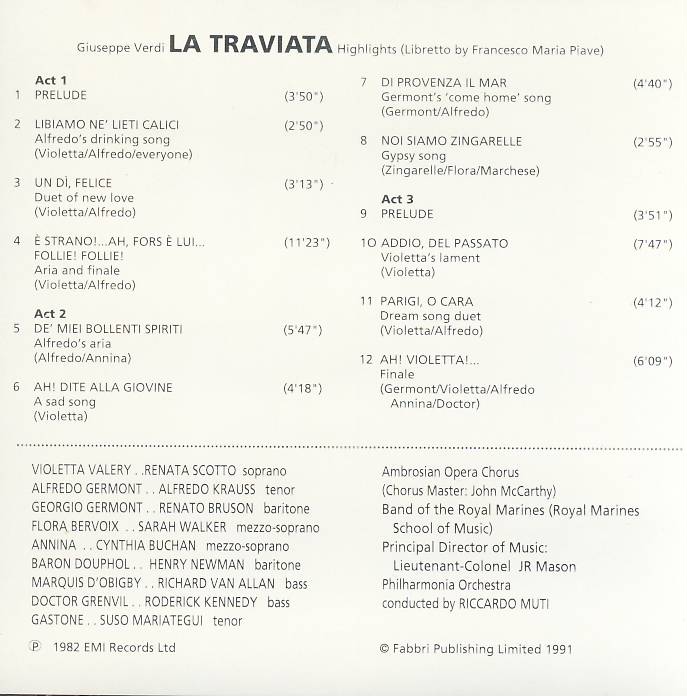 Giuseppe Verdi LA TRAVIATA Highlights (Libretto by Francesco Maria Piave)
Act 1
1 PRELUDE (3'50")
2 LIBIAMO NE' LIETI CALICI (2'50")
Alfredo's drinking song
(Violetta/Alfredo/everyone)
3 UN DÌ, FELICE (3'13")
Duet of new love
(Violetta/Alfredo)
4 È STRANO!...AH, FORS È LUI... (11'23")
FOLLIE! FOLLIE!
Aria and finale
(Violetta/Alfredo)
Act 2
5 DE' MIEI BOLLENTI SPIRITI (5'47")
Alfredo's aria
(Alfredo/Annina)
6 AH! DITE ALLA GIOVINE (4'18")
A sad song
(Violetta)
7 DI PROVENZA IL MAR (4'40")
Germont's 'come home' song
(Germont/Alfredo)
8 NOI SIAMO ZINGARELLE (2'55")
Gypsy song
(Zingarelle/Flora/Marchese)
Act 3
9 PRELUDE (3'51")
10 ADDIO, DEL PASSATO (7'47")
Violetta's lament
(Violetta)
11 PARIGI, O CARA (4'12")
Dream song duet
(Violetta/Alfredo)
12 AH! VIOLETTA!... (6'09")
Finale
(Germont/Violetta/Alfredo
Annina/Doctor)
VIOLETTA VALERY . .RENATA SCOTTO soprano
ALFREDO GERMONT . . ALFREDO KRAUSS tenor
GEORGIO GERMONT . . RENATO BRUSON baritone
FLORA BERVOIX . . SARAH WALKER mezzo-soprano
ANNINA . . CYNTHIA BUCHAN mezzo-soprano
BARON DOUPHOL . . HENRY NEWMAN baritone
MARQUIS D'OBIGBY . . RICHARD VAN ALLAN bass
DOCTOR GRENVIL . . RODERICK KENNEDY bass
GASTONE . . SUSO MARIATEGUI tenor
℗ 1982 EMI Records Ltd
Ambrosian Opera Chorus
(Chorus Master: John McCarthy)
Band of the Royal Marines (Royal Marines
School of Music)
Principal Director of Music:
Lieutenant-Colonel JR Mason
Philharmonia Orchestra
conducted by RICCARDO MUTI
© Fabbri Publishing Limited 1991